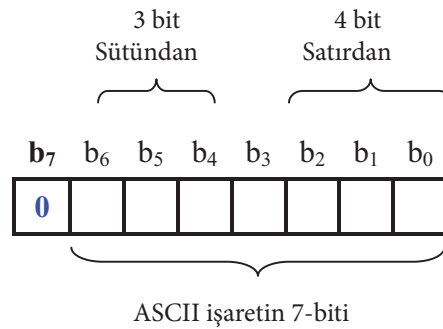 3 bit 4 bit
Sütündan Satırdan
b7 b6 b5 b4 b3 b2 b1 b0
0
ASCII işaretin 7-biti